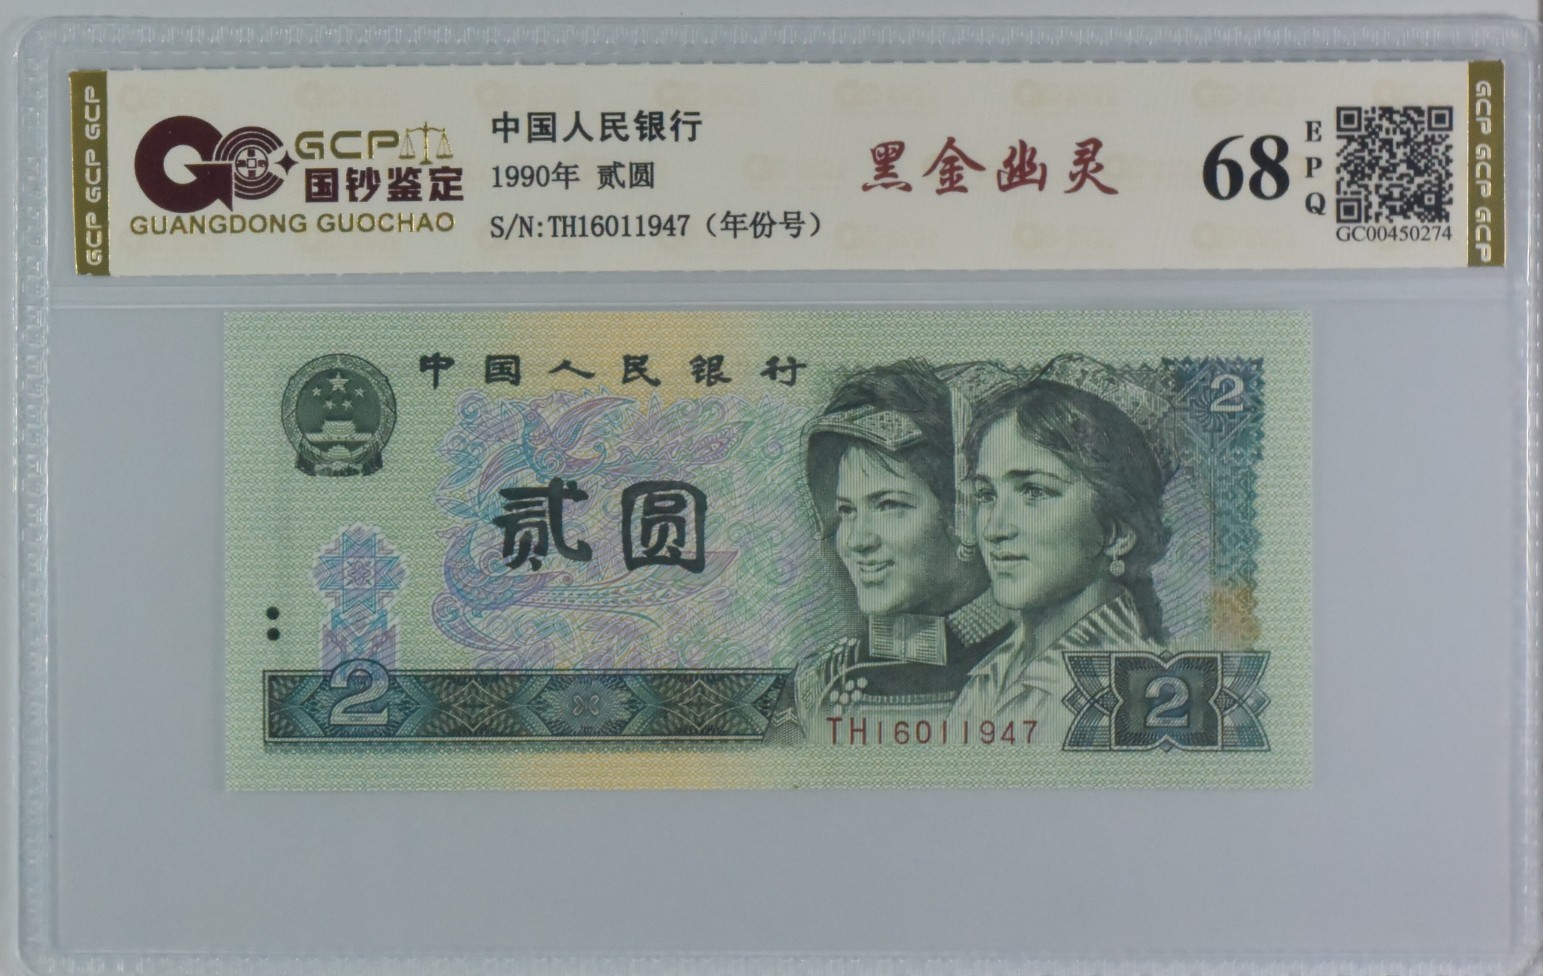 GCP GCP GCP
GCP
国钞鉴定
GUANGDONG GUOCHAO
中国人民银行
1990年 贰圆
S/N:TH16011947（年份号）
黑金幽灵
68
EPQ
GC00450274
GCP GCP GCP
中国人民银行
2
贰圆
2
TH16011947
2